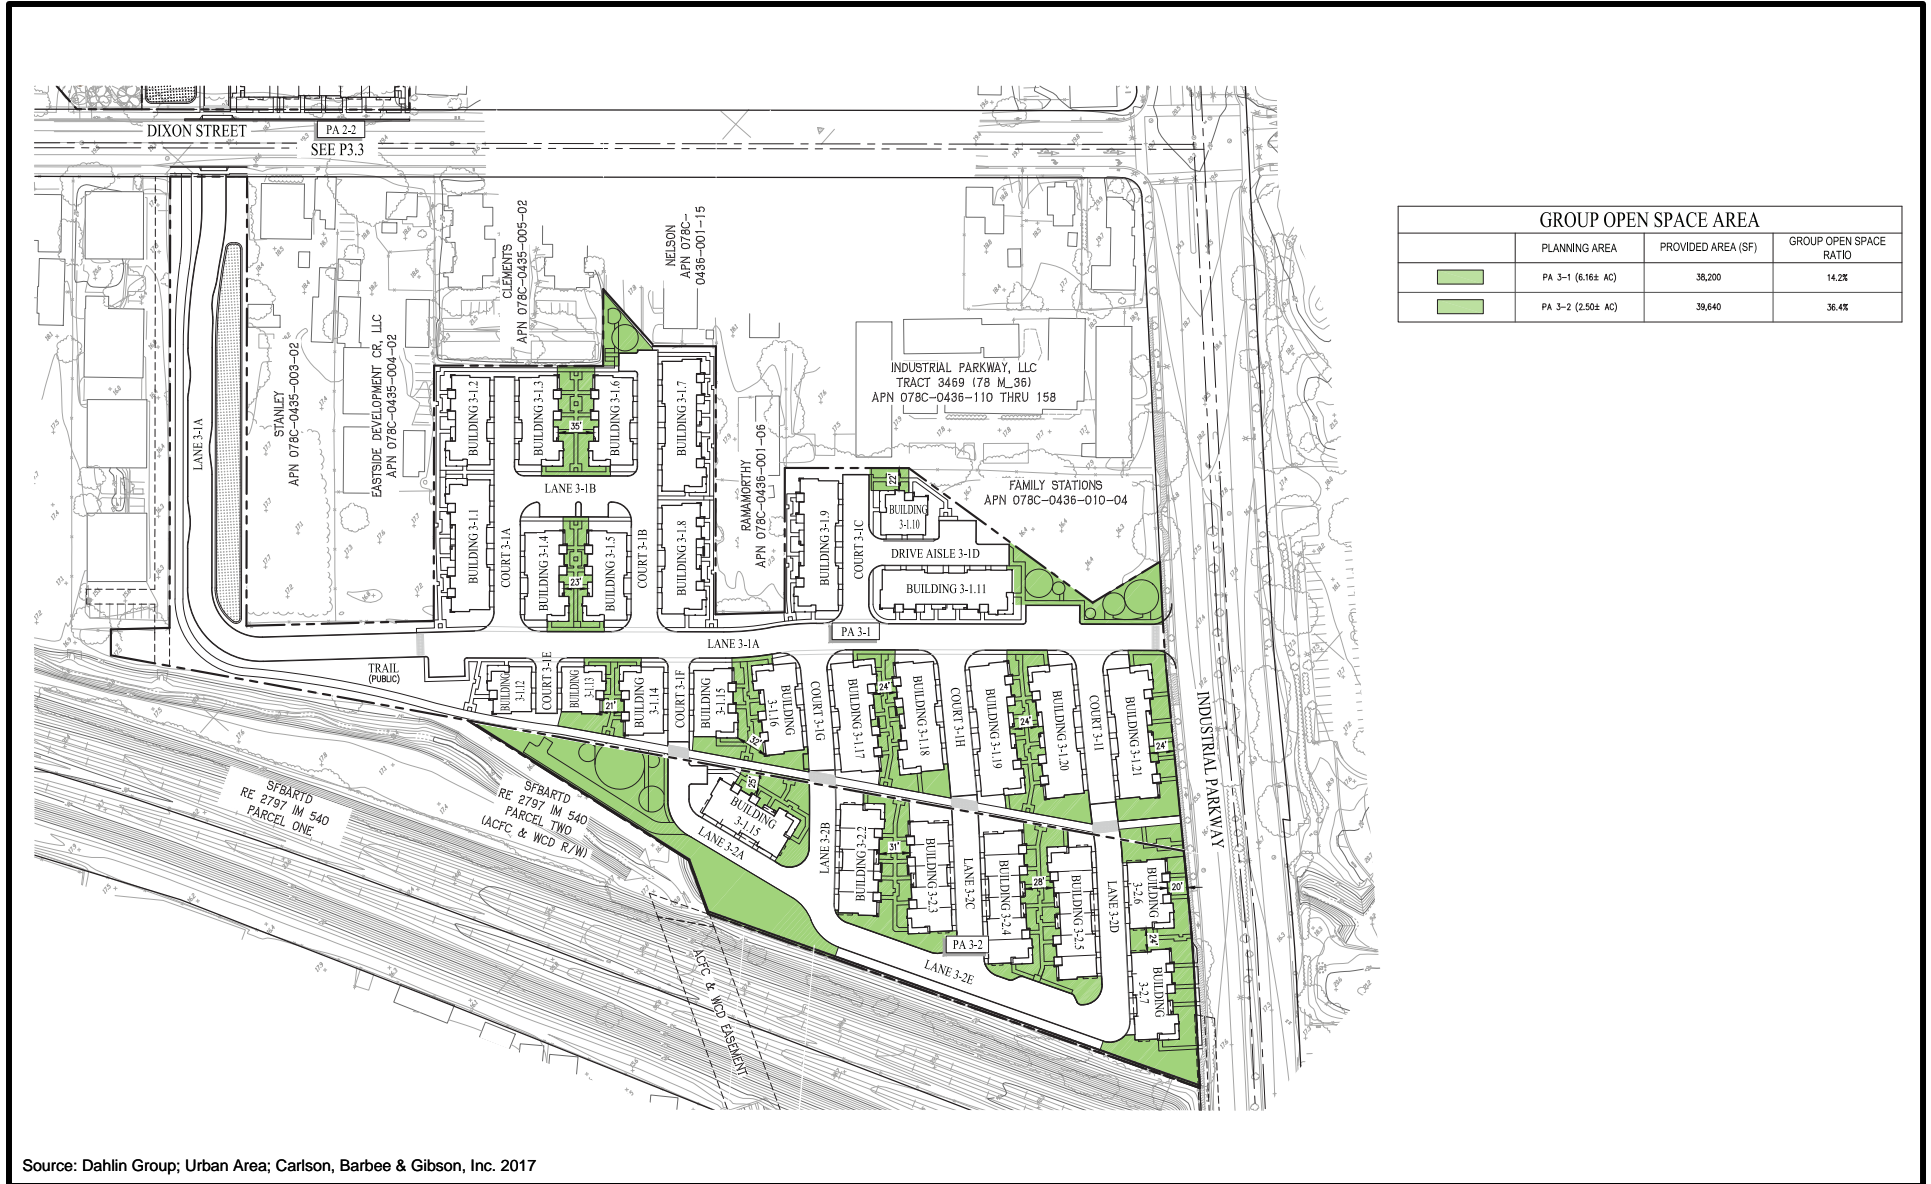 DIXON STREET
PA 2-2
SEE P3.3
GROUP OPEN SPACE AREA
PLANNING AREA
PROVIDED AREA (SF)
GROUP OPEN SPACE
RATIO
PA 3-1 (6.16± AC)
38,200
14.2%
PA 3-2 (2.50± AC)
39,640
36.4%
CLEMENTS
APN 078C-0435-005-02
NELSON
APN 078C-
0436-001-15
STANLEY
APN 078C-0435-003-02
EASTSIDE DEVELOPMENT CR, LLC
APN 078C-0435-004-02
LANE 3-1A
INDUSTRIAL PARKWAY, LLC
TRACT 3469 (78 M_36)
APN 078C-0436-110 THRU 158
RAMAMORTHY
APN 078C-0436-001-06
FAMILY STATIONS
APN 078C-0436-010-04
BUILDING 3-1.2
BUILDING 3-1.3
35'
BUILDING 3-1.6
BUILDING 3-1.7
LANE 3-1B
BUILDING 3-1.1
COURT 3-1A
BUILDING 3-1.4
23'
BUILDING 3-1.5
COURT 3-1B
BUILDING 3-1.8
BUILDING 3-1.9
COURT 3-1C
22'
BUILDING
3-1.10
DRIVE AISLE 3-1D
BUILDING 3-1.11
LANE 3-1A
PA 3-1
TRAIL
(PUBLIC)
BUILDING
3-1.12
COURT 3-1E
BUILDING
3-1.13
21'
BUILDING
3-1.14
COURT 3-1F
BUILDING
3-1.15
32'
BUILDING
3-1.16
COURT 3-1G
BUILDING 3-1.17
24'
BUILDING 3-1.18
COURT 3-1H
BUILDING 3-1.19
24'
BUILDING 3-1.20
COURT 3-1I
BUILDING 3-1.21
24'
INDUSTRIAL PARKWAY
SFBARTD
RE 2797 IM 540
PARCEL ONE
SFBARTD
RE 2797 IM 540
PARCEL TWO
(ACFC & WCD R/W)
25'
BUILDING
3-1.15
LANE 3-2A
LANE 3-2B
BUILDING 3-2.2
31'
BUILDING 3-2.3
LANE 3-2C
BUILDING 3-2.4
28'
BUILDING 3-2.5
LANE 3-2D
BUILDING
3-2.6
20'
24'
BUILDING
3-2.7
PA 3-2
LANE 3-2E
ACFC & WCD EASEMENT
Source: Dahlin Group; Urban Area; Carlson, Barbee & Gibson, Inc. 2017